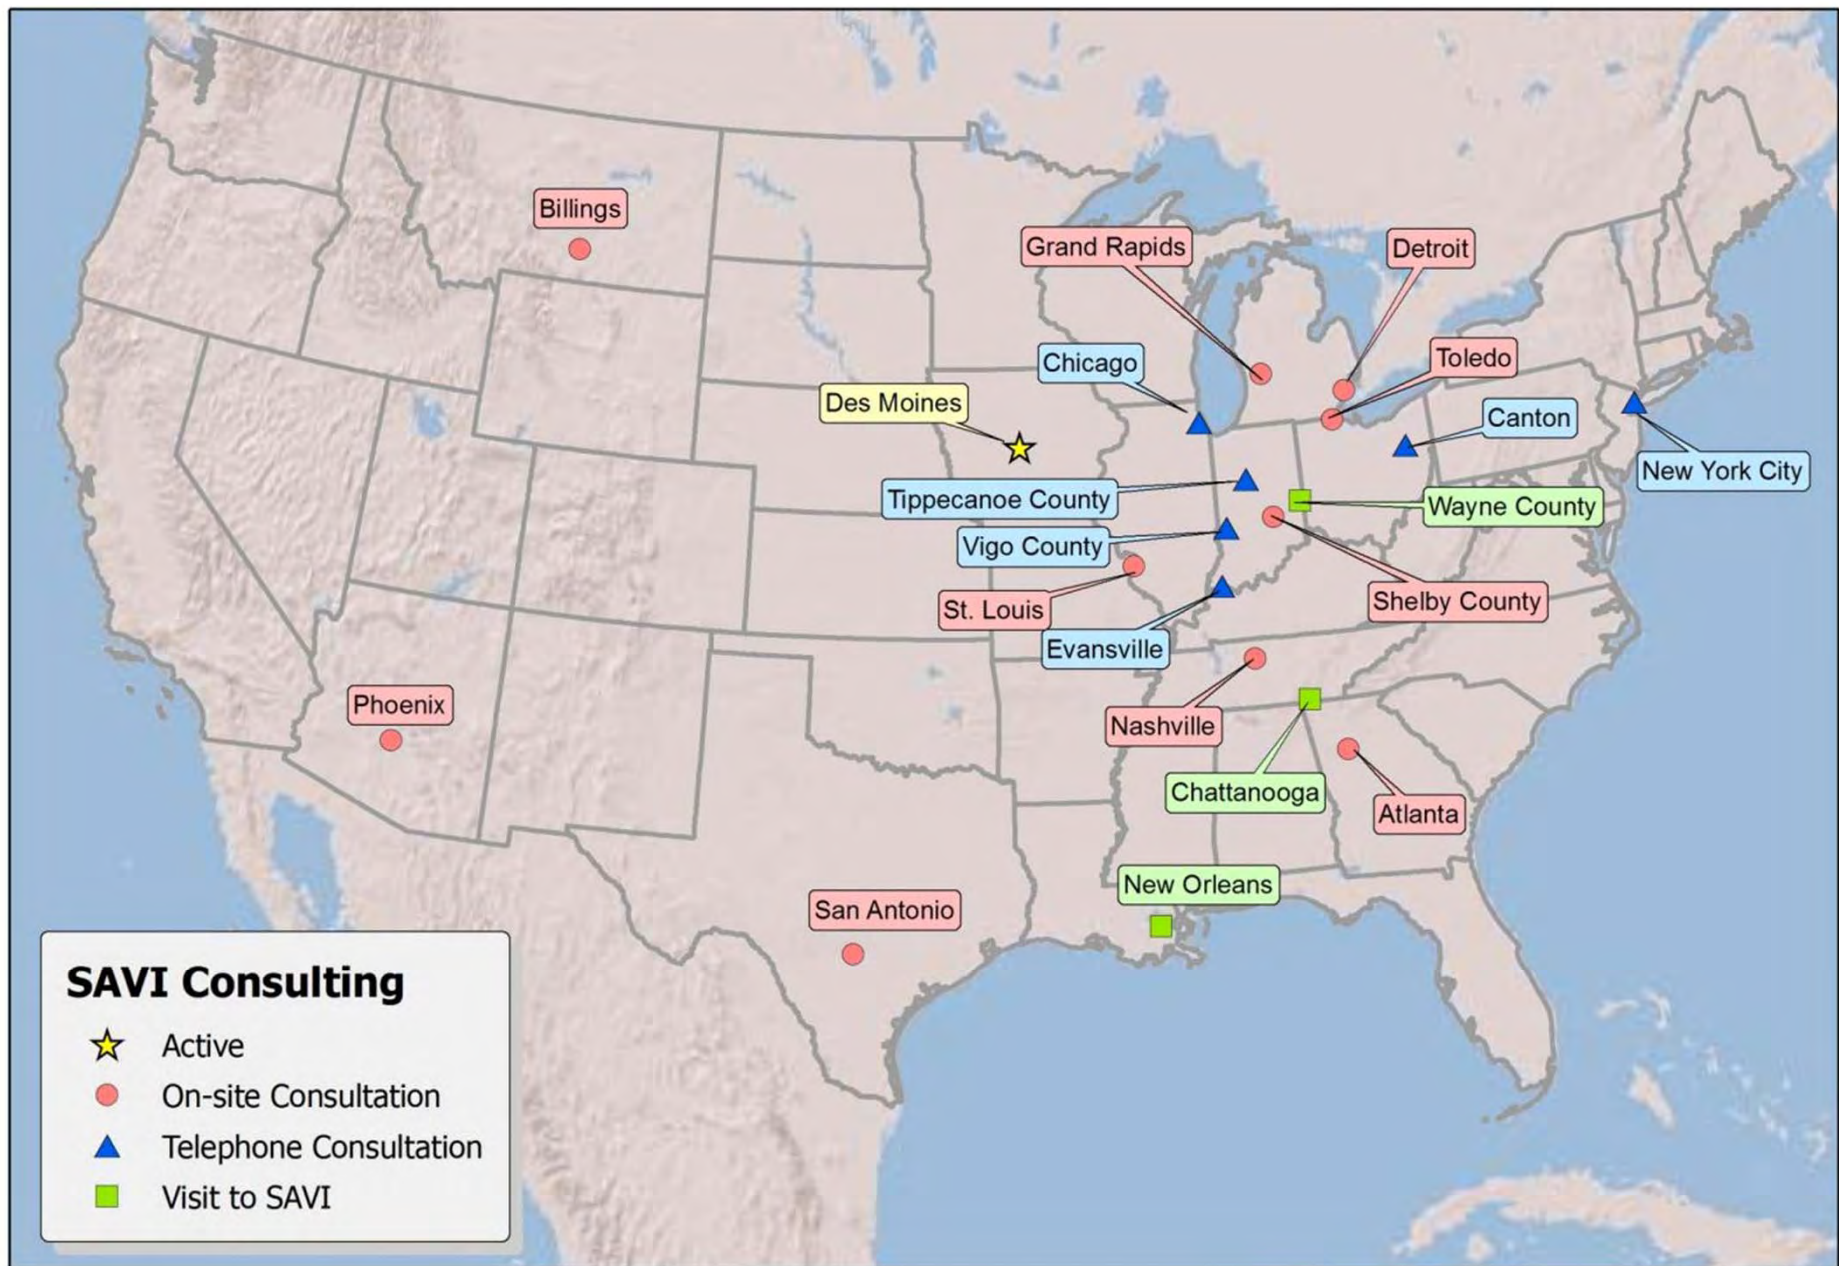 Billings
Grand Rapids
Detroit
Chicago
Toledo
Des Moines
Canton
New York City
Tippecanoe County
Wayne County
Vigo County
St. Louis
Shelby County
Evansville
Phoenix
Nashville
Chattanooga
Atlanta
New Orleans
San Antonio
SAVI Consulting
Active
On-site Consultation
Telephone Consultation
Visit to SAVI